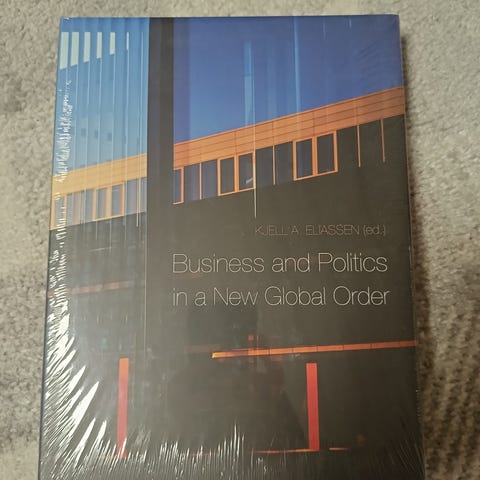 KJELL A. ELIASSEN (ed.)
Business and Politics
in a New Global Order